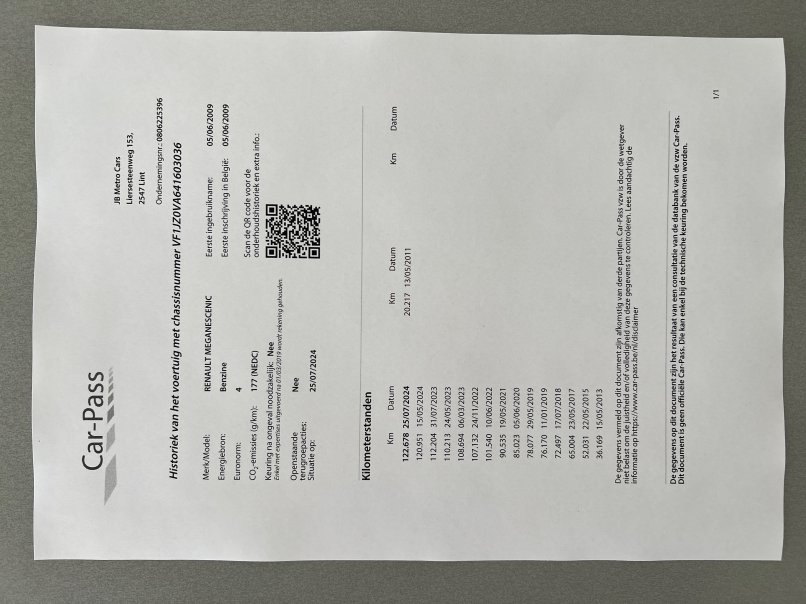 Car-Pass
JB Metro Cars
Liersesteenweg 153,
2547 Lint
Ondernemingsnr.: 0806225396
Historiek van het voertuig met chassisnummer VF1JZ0VA641603036
Merk/Model: RENAULT MEGANESCENIC
Energiebron: Benzine
Euronorm: 4
CO₂-emissies (g/km): 177 (NEDC)
Keuring na ongeval noodzakelijk: Nee
Enkel met expertises uitgevoerd na 01/03/2019 wordt rekening gehouden.
Openstaande
terugroepacties: Nee
Situatie op: 25/07/2024
Eerste ingebruikname: 05/06/2009
Eerste inschrijving in België: 05/06/2009
Scan de QR code voor de
onderhoudshistoriek en extra info.:
Kilometerstanden
Km Datum Km Datum Km Datum
122.678 25/07/2024 20.217 13/05/2011
120.951 15/05/2024
112.204 31/07/2023
110.213 24/05/2023
108.694 06/03/2023
107.132 24/11/2022
101.540 10/06/2022
90.535 19/05/2021
85.023 05/06/2020
78.077 29/05/2019
76.170 11/01/2019
72.497 17/07/2018
65.004 23/05/2017
52.031 22/05/2015
36.169 15/05/2013
De gegevens vermeld op dit document zijn afkomstig van derde partijen. Car-Pass vzw is door de wetgever
niet belast om de juistheid en/of volledigheid van deze gegevens te controleren. Lees aandachtig de
informatie op https://www.car-pass.be/nl/disclaimer
De gegevens op dit document zijn het resultaat van een consultatie van de databank van de vzw Car-Pass.
Dit document is geen officiële Car-Pass. Die kan enkel bij de technische keuring bekomen worden.
1/1